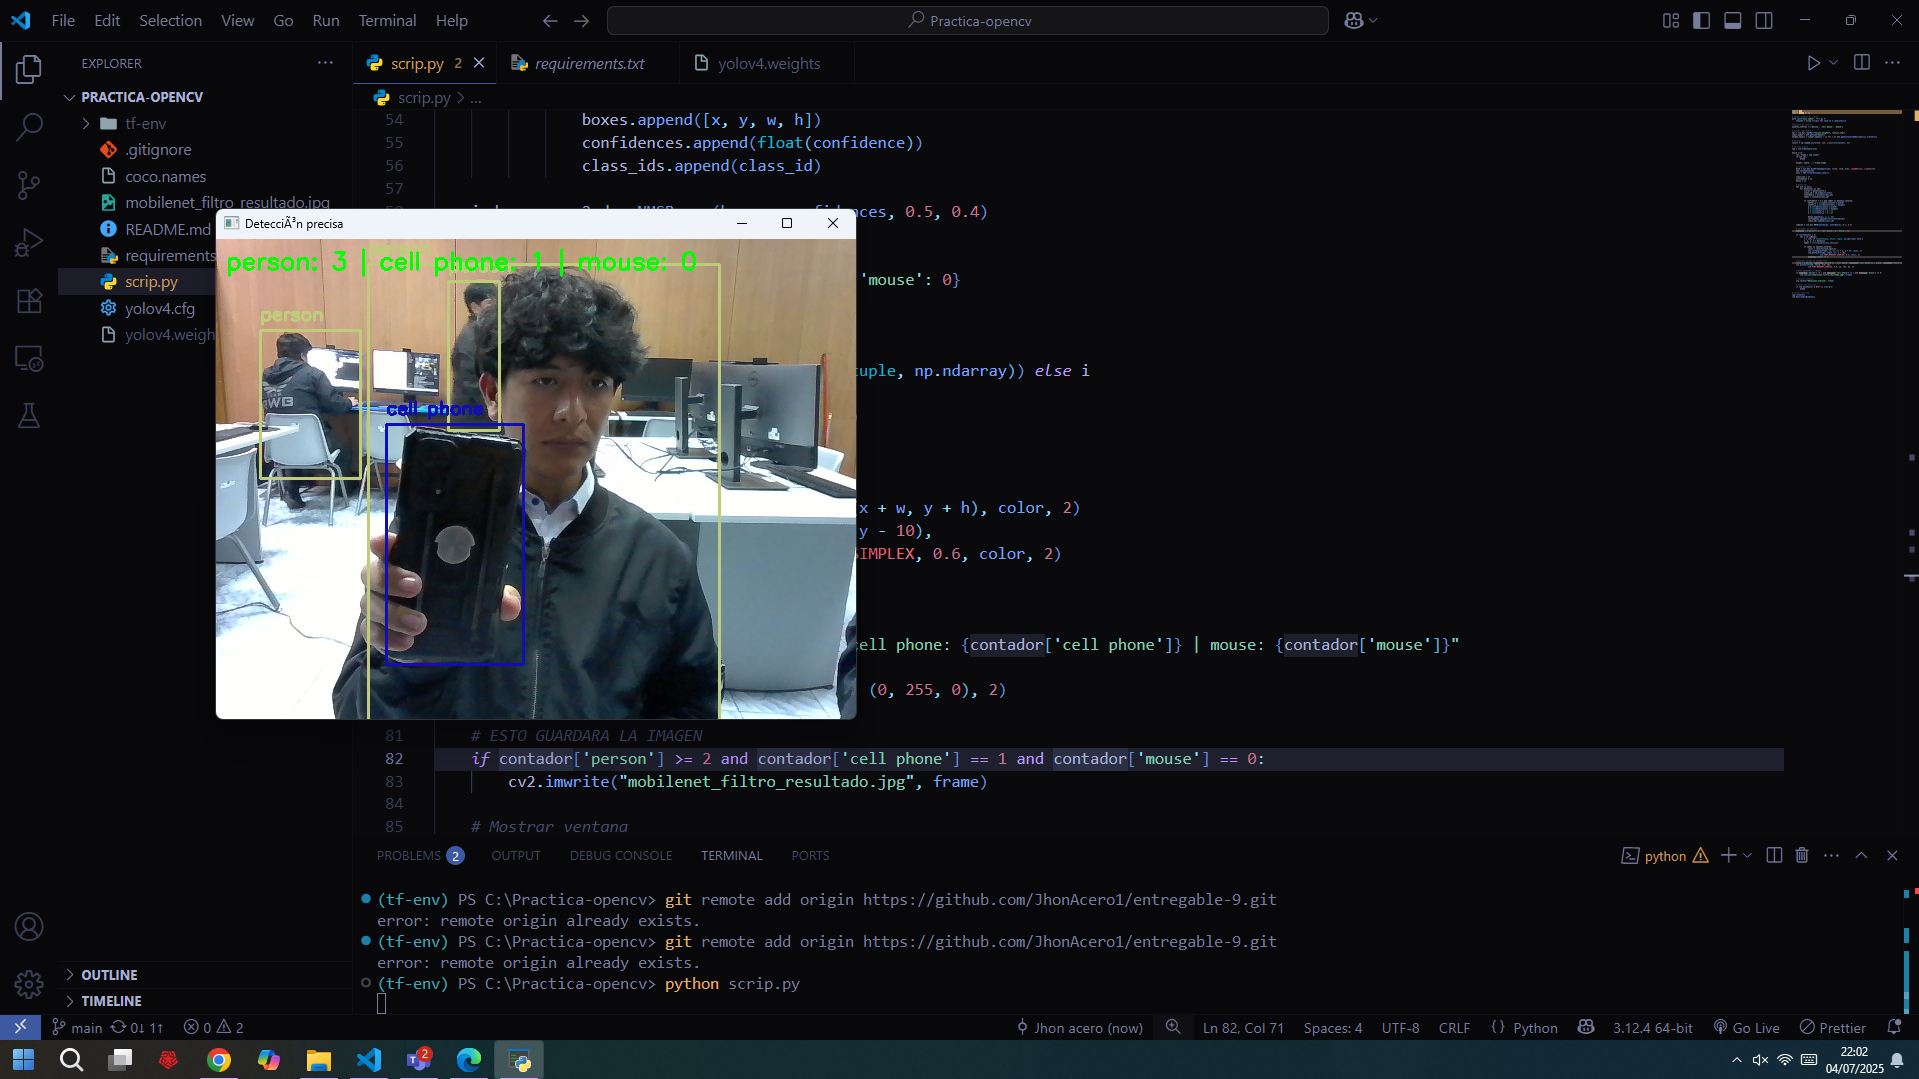 File Edit Selection View Go Run Terminal Help
Practica-opencv
EXPLORER
PRACTICA-OPENCV
tf-env
.gitignore
coco.names
mobilenet_filtro_resultado.jpg
README.md
requirements
scrip.py
yolov4.cfg
yolov4.weigh
OUTLINE
TIMELINE
scrip.py 2
requirements.txt
yolov4.weights
scrip.py > ...
54 boxes.append([x, y, w, h])
55 confidences.append(float(confidence))
56 class_ids.append(class_id)
57
ences, 0.5, 0.4)
'mouse': 0}
tuple, np.ndarray)) else i
x + w, y + h), color, 2)
y - 10),
SIMPLEX, 0.6, color, 2)
cell phone: {contador['cell phone']} | mouse: {contador['mouse']}"
(0, 255, 0), 2)
81 # ESTO GUARDARA LA IMAGEN
82 if contador['person'] >= 2 and contador['cell phone'] == 1 and contador['mouse'] == 0:
83 cv2.imwrite("mobilenet_filtro_resultado.jpg", frame)
84
85 # Mostrar ventana
DetecciÃ³n precisa
person: 3 | cell phone: 1 | mouse: 0
person
cell phone
PROBLEMS 2 OUTPUT DEBUG CONSOLE TERMINAL PORTS
python
(tf-env) PS C:\Practica-opencv> git remote add origin https://github.com/JhonAcero1/entregable-9.git
error: remote origin already exists.
(tf-env) PS C:\Practica-opencv> git remote add origin https://github.com/JhonAcero1/entregable-9.git
error: remote origin already exists.
(tf-env) PS C:\Practica-opencv> python scrip.py
main 0↓ 1↑ 0 2
Jhon acero (now) Ln 82, Col 71 Spaces: 4 UTF-8 CRLF {} Python 3.12.4 64-bit Go Live Prettier
2
22:02
04/07/2025